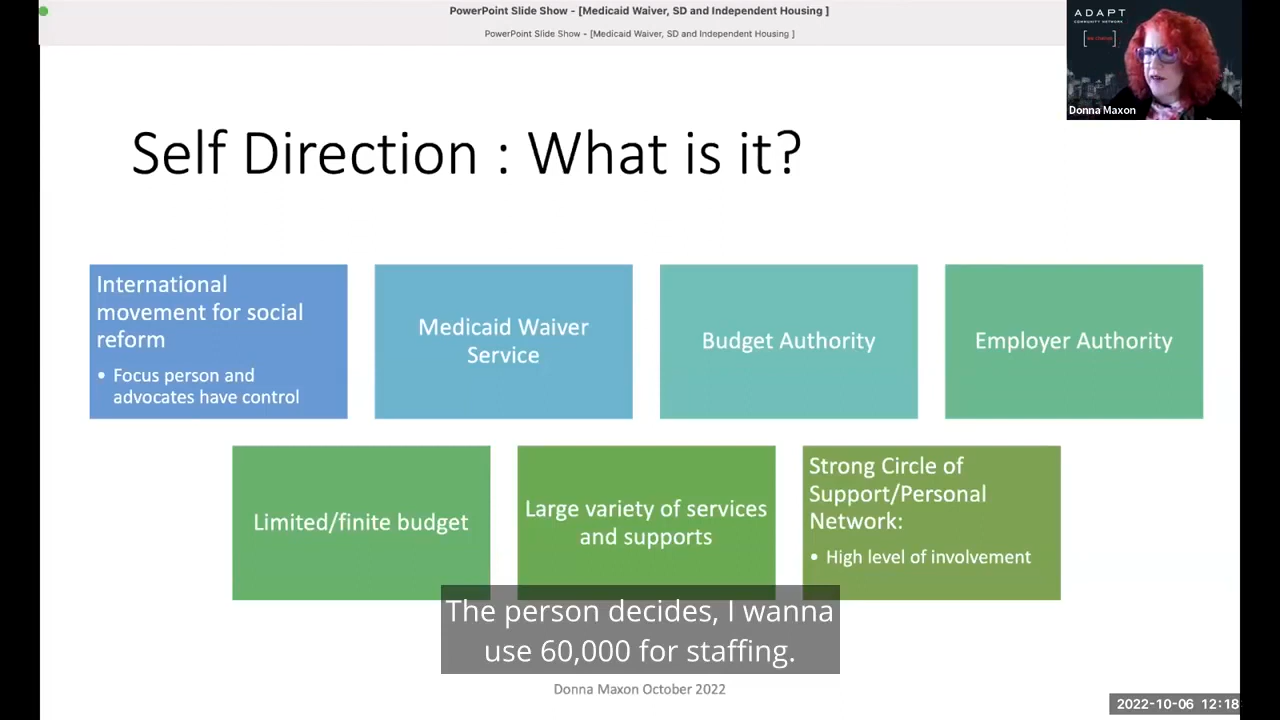 PowerPoint Slide Show - [Medicaid Waiver, SD and Independent Housing ]
PowerPoint Slide Show - [Medicaid Waiver, SD and Independent Housing ]
ADAPT
COMMUNITY NETWORK
Donna Maxon
Self Direction : What is it?
International
movement for social
reform
• Focus person and
advocates have control
Medicaid Waiver
Service
Budget Authority
Employer Authority
Limited/finite budget
Large variety of services
and supports
Strong Circle of
Support/Personal
Network:
• High level of involvement
The person decides, I wanna
use 60,000 for staffing.
Donna Maxon October 2022
2022-10-06 12:18